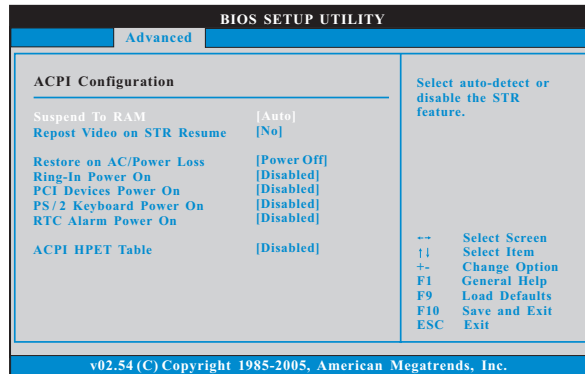 BIOS SETUP UTILITY
Advanced
ACPI Configuration
Suspend To RAM [Auto]
Repost Video on STR Resume [No]
Restore on AC/Power Loss [Power Off]
Ring-In Power On [Disabled]
PCI Devices Power On [Disabled]
PS/2 Keyboard Power On [Disabled]
RTC Alarm Power On [Disabled]
ACPI HPET Table [Disabled]
Select auto-detect or
disable the STR
feature.
←→ Select Screen
↑↓ Select Item
+- Change Option
F1 General Help
F9 Load Defaults
F10 Save and Exit
ESC Exit
v02.54 (C) Copyright 1985-2005, American Megatrends, Inc.